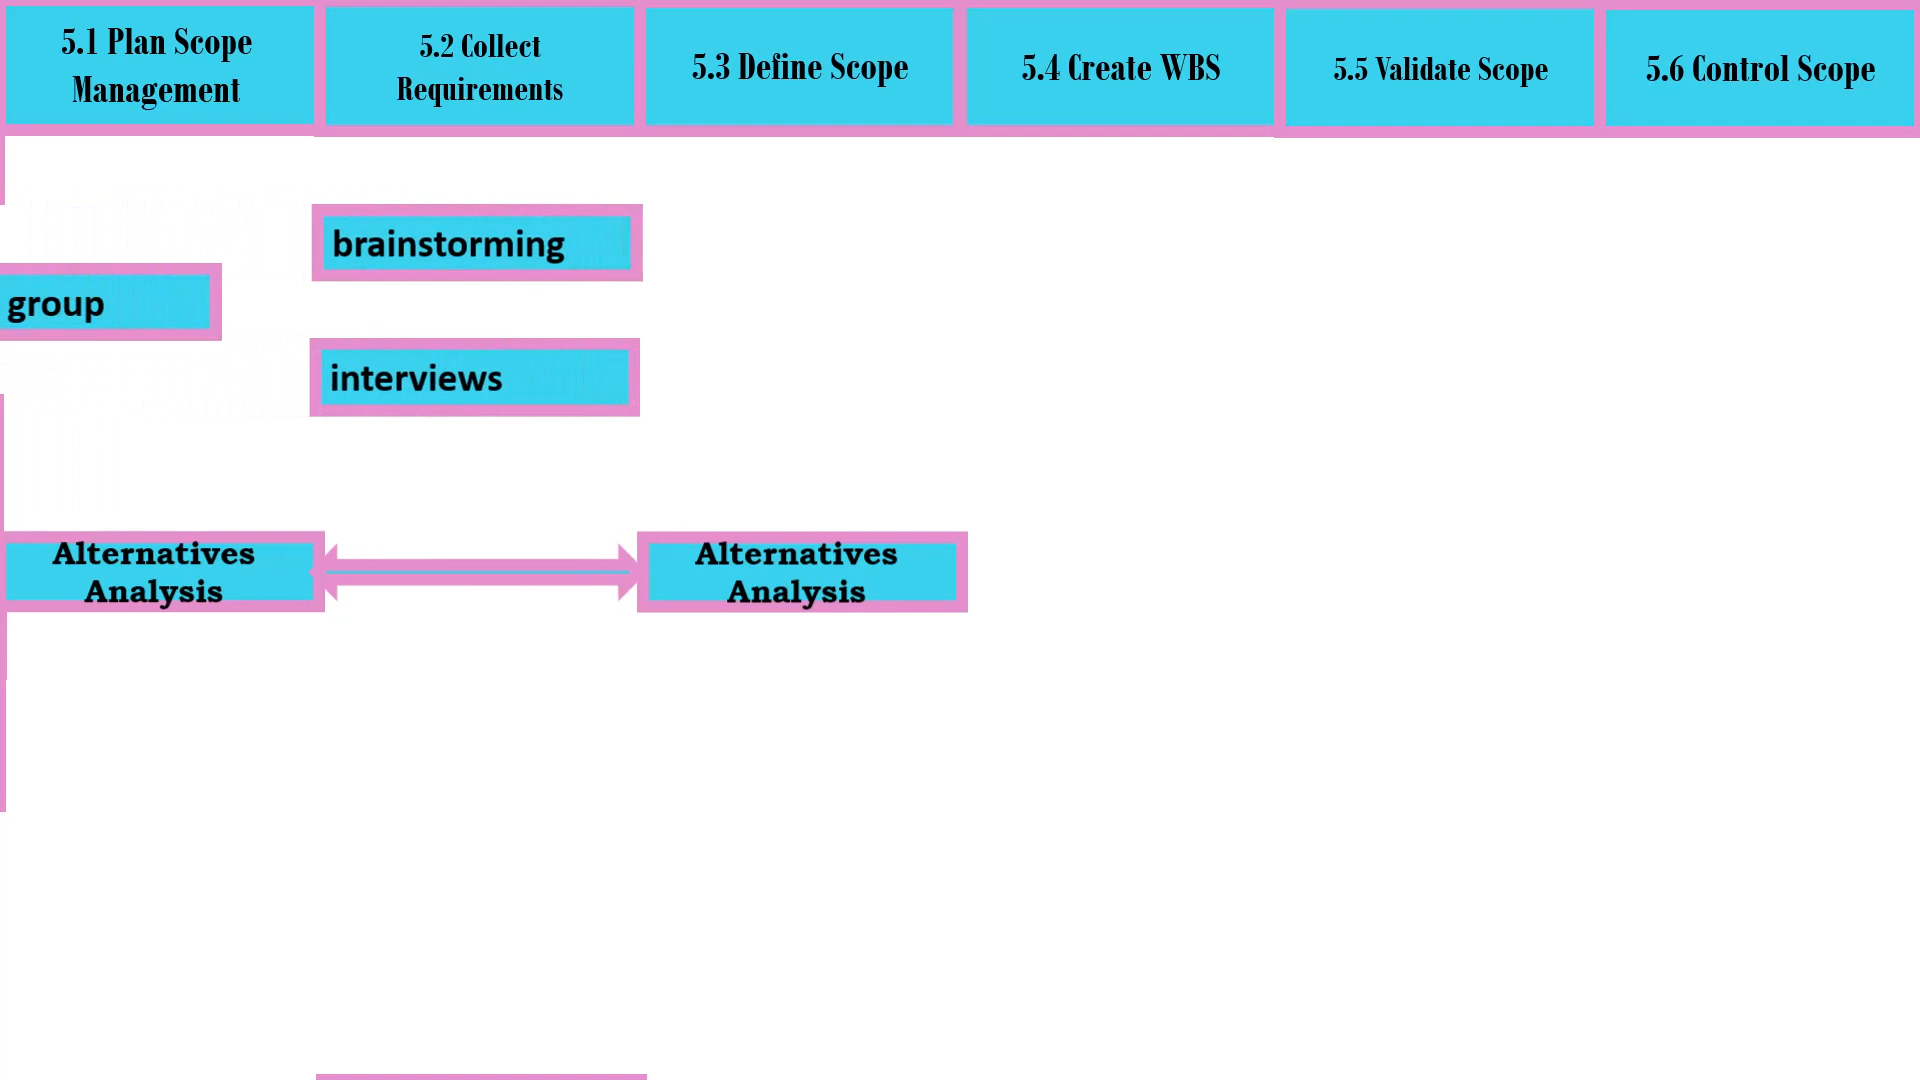 5.1 Plan Scope
Management
5.2 Collect
Requirements
5.3 Define Scope
5.4 Create WBS
5.5 Validate Scope
5.6 Control Scope
brainstorming
group
interviews
Alternatives
Analysis
Alternatives
Analysis